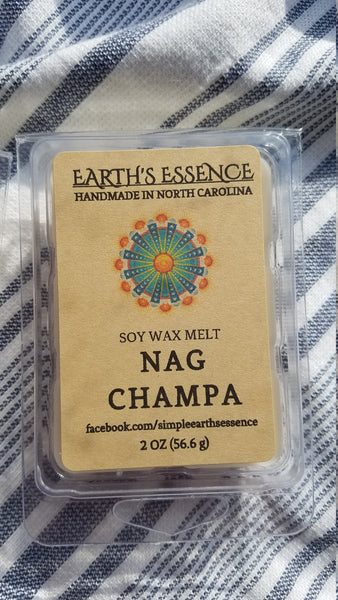 EARTH'S ESSENCE
HANDMADE IN NORTH CAROLINA
SOY WAX MELT
NAG
CHAMPA
facebook.com/simpleearthsessence
2 OZ (56.6 g)